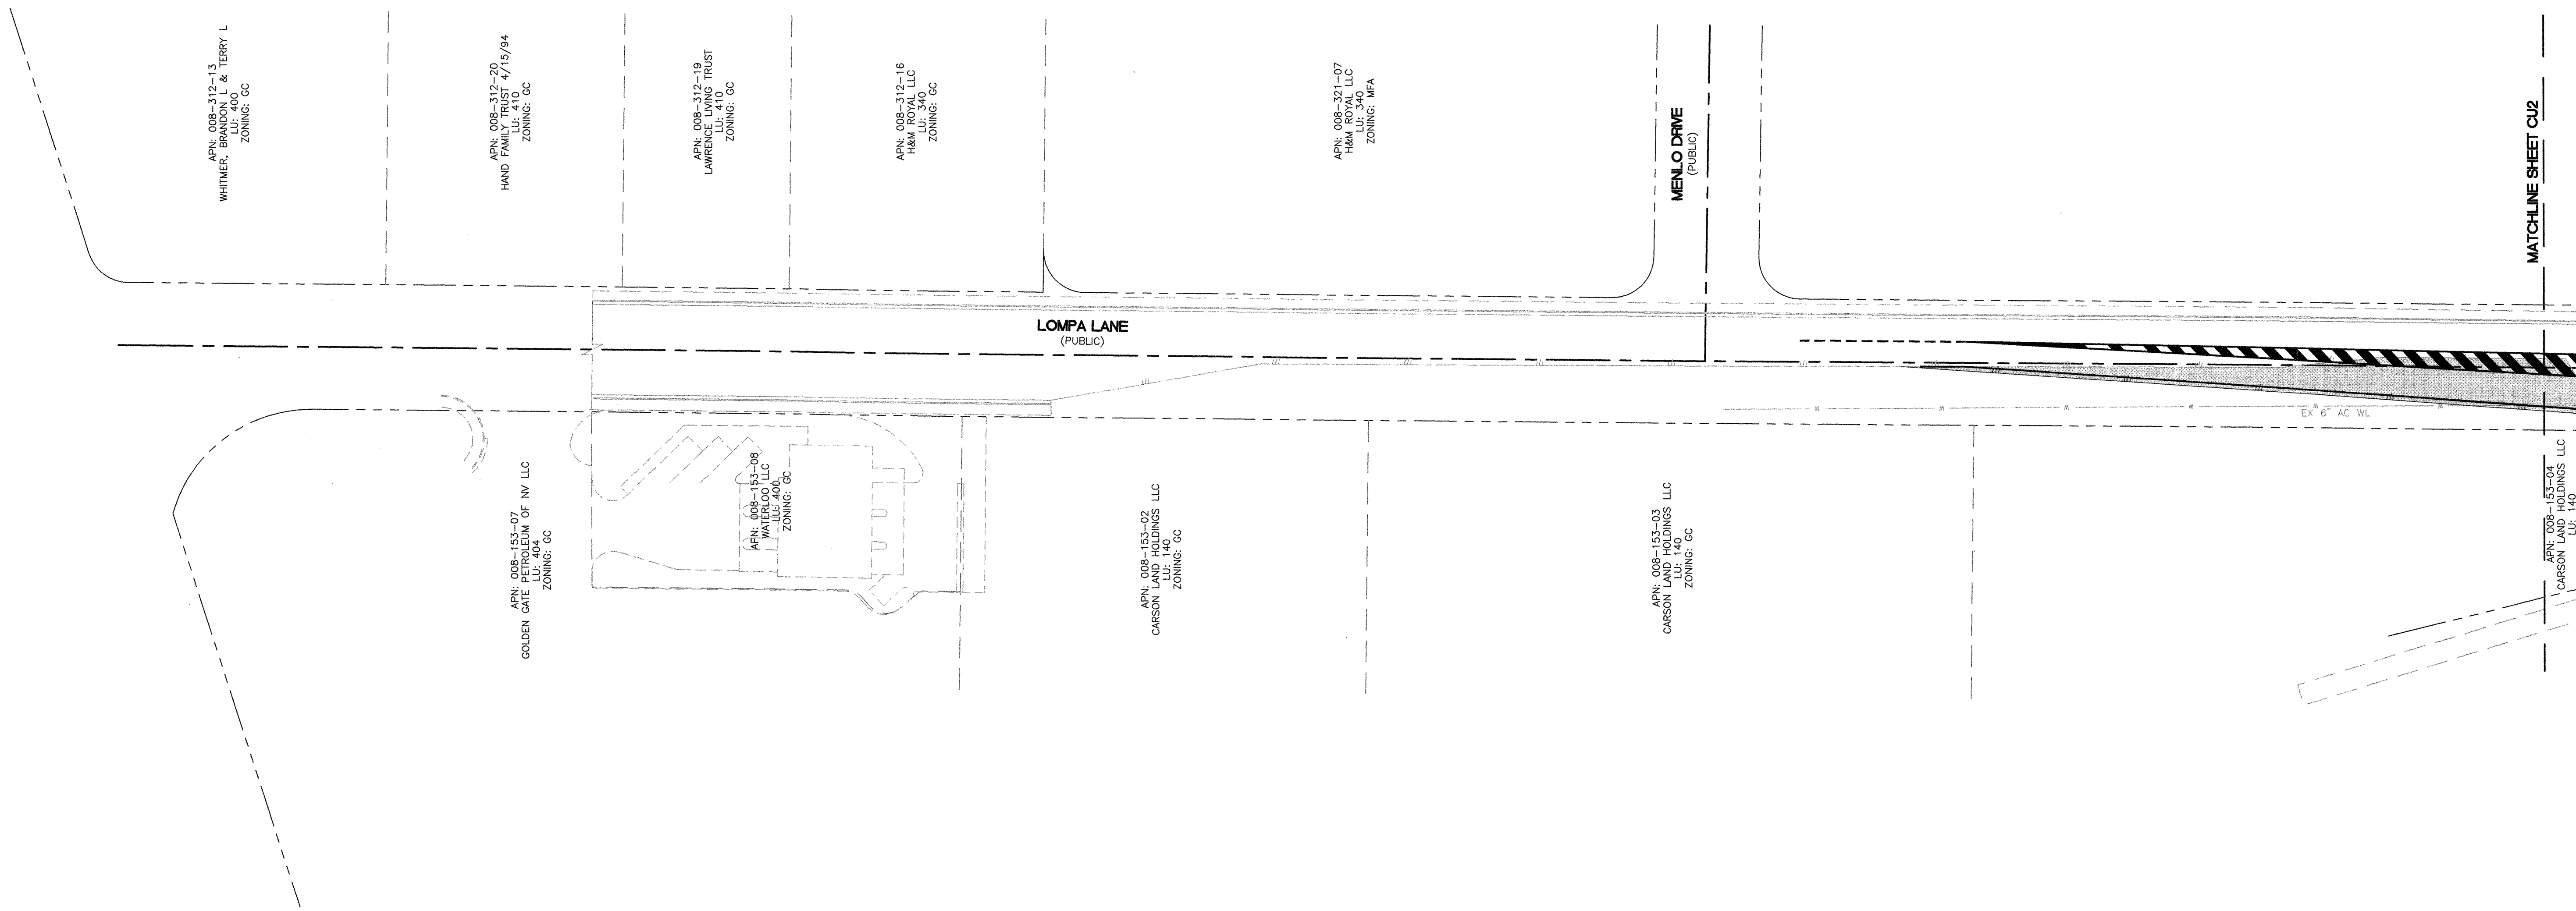 APN: 008-312-13
WHITMER, BRANDON L & TERRY L
LU: 400
ZONING: GC
APN: 008-312-20
HAND FAMILY TRUST 4/15/94
LU: 410
ZONING: GC
APN: 008-312-19
LAWRENCE LIVING TRUST
LU: 410
ZONING: GC
APN: 008-312-16
H&M ROYAL LLC
LU: 340
ZONING: GC
APN: 008-321-07
H&M ROYAL LLC
LU: 340
ZONING: MFA
MENLO DRIVE
(PUBLIC)
MATCHLINE SHEET CU2
LOMPA LANE
(PUBLIC)
W W W W W W
EX 6" AC WL
APN: 008-153-07
GOLDEN GATE PETROLEUM OF NV LLC
LU: 404
ZONING: GC
APN: 008-153-08
WATERLOO LLC
LU: 400
ZONING: GC
APN: 008-153-02
CARSON LAND HOLDINGS LLC
LU: 140
ZONING: GC
APN: 008-153-03
CARSON LAND HOLDINGS LLC
LU: 140
ZONING: GC
APN: 008-153-04
CARSON LAND HOLDINGS LLC
LU: 140